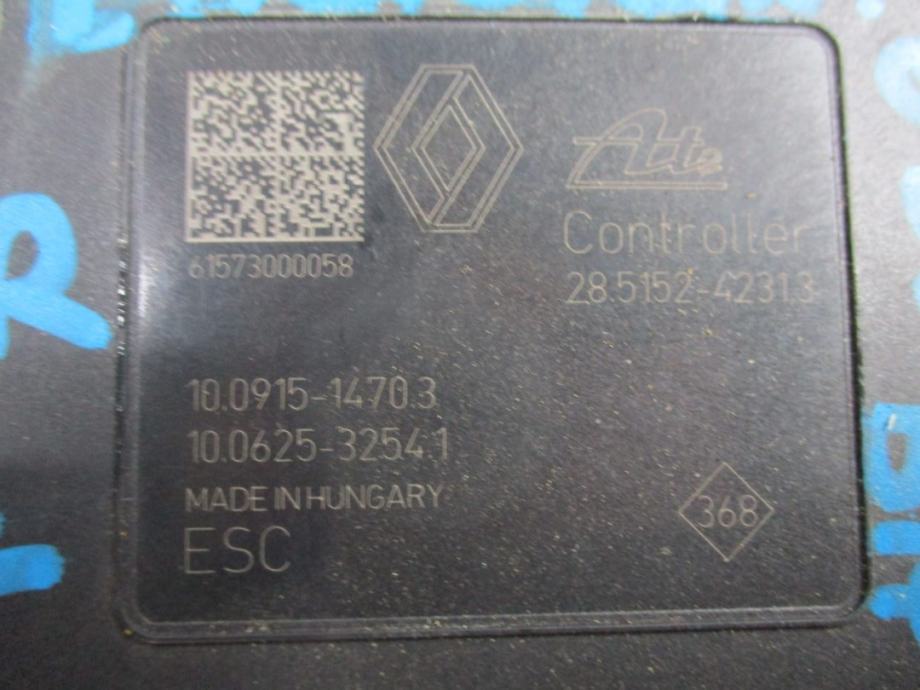 61573000058
Ate
Controller
28.5152-4231.3
10.0915-1470.3
10.0625-3254.1
MADE IN HUNGARY
ESC
368